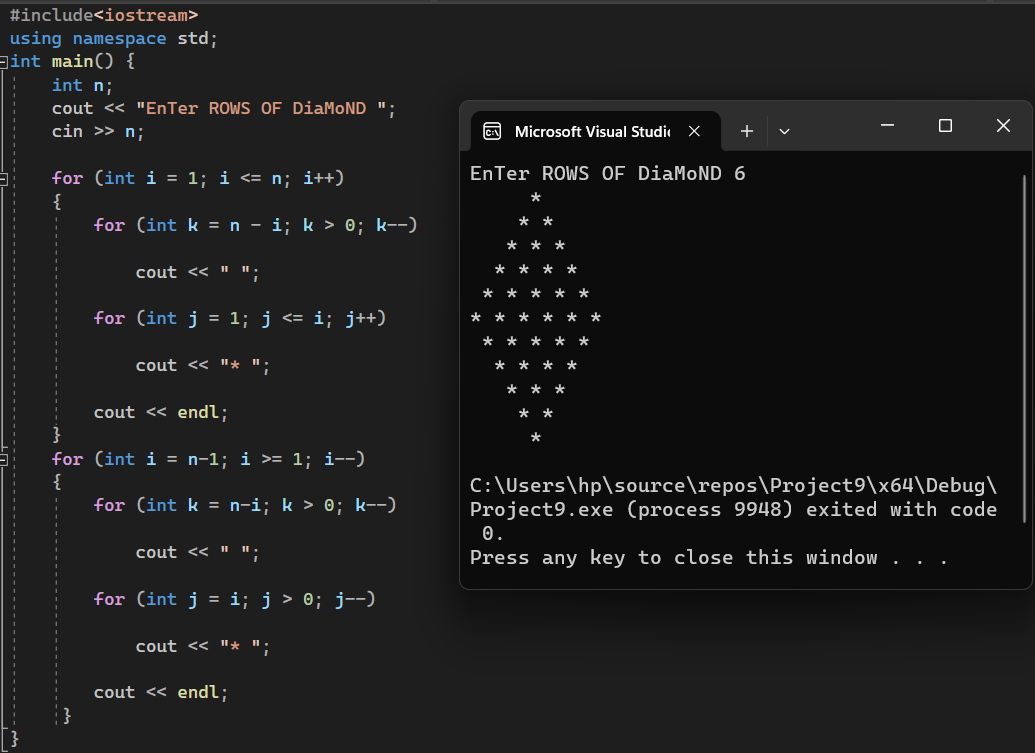 #include<iostream>
using namespace std;
int main() {
    int n;
    cout << "EnTer ROWS OF DiaMoND ";
    cin >> n;

    for (int i = 1; i <= n; i++)
    {
        for (int k = n - i; k > 0; k--)

            cout << " ";

        for (int j = 1; j <= i; j++)

            cout << "* ";

        cout << endl;
    }
    for (int i = n-1; i >= 1; i--)
    {
        for (int k = n-i; k > 0; k--)

            cout << " ";

        for (int j = i; j > 0; j--)

            cout << "* ";

        cout << endl;
     }
}
Microsoft Visual Studi
EnTer ROWS OF DiaMoND 6
     *
    * *
   * * *
  * * * *
 * * * * *
* * * * * *
 * * * * *
  * * * *
   * * *
    * *
     *

C:\Users\hp\source\repos\Project9\x64\Debug\
Project9.exe (process 9948) exited with code
 0.
Press any key to close this window . . .